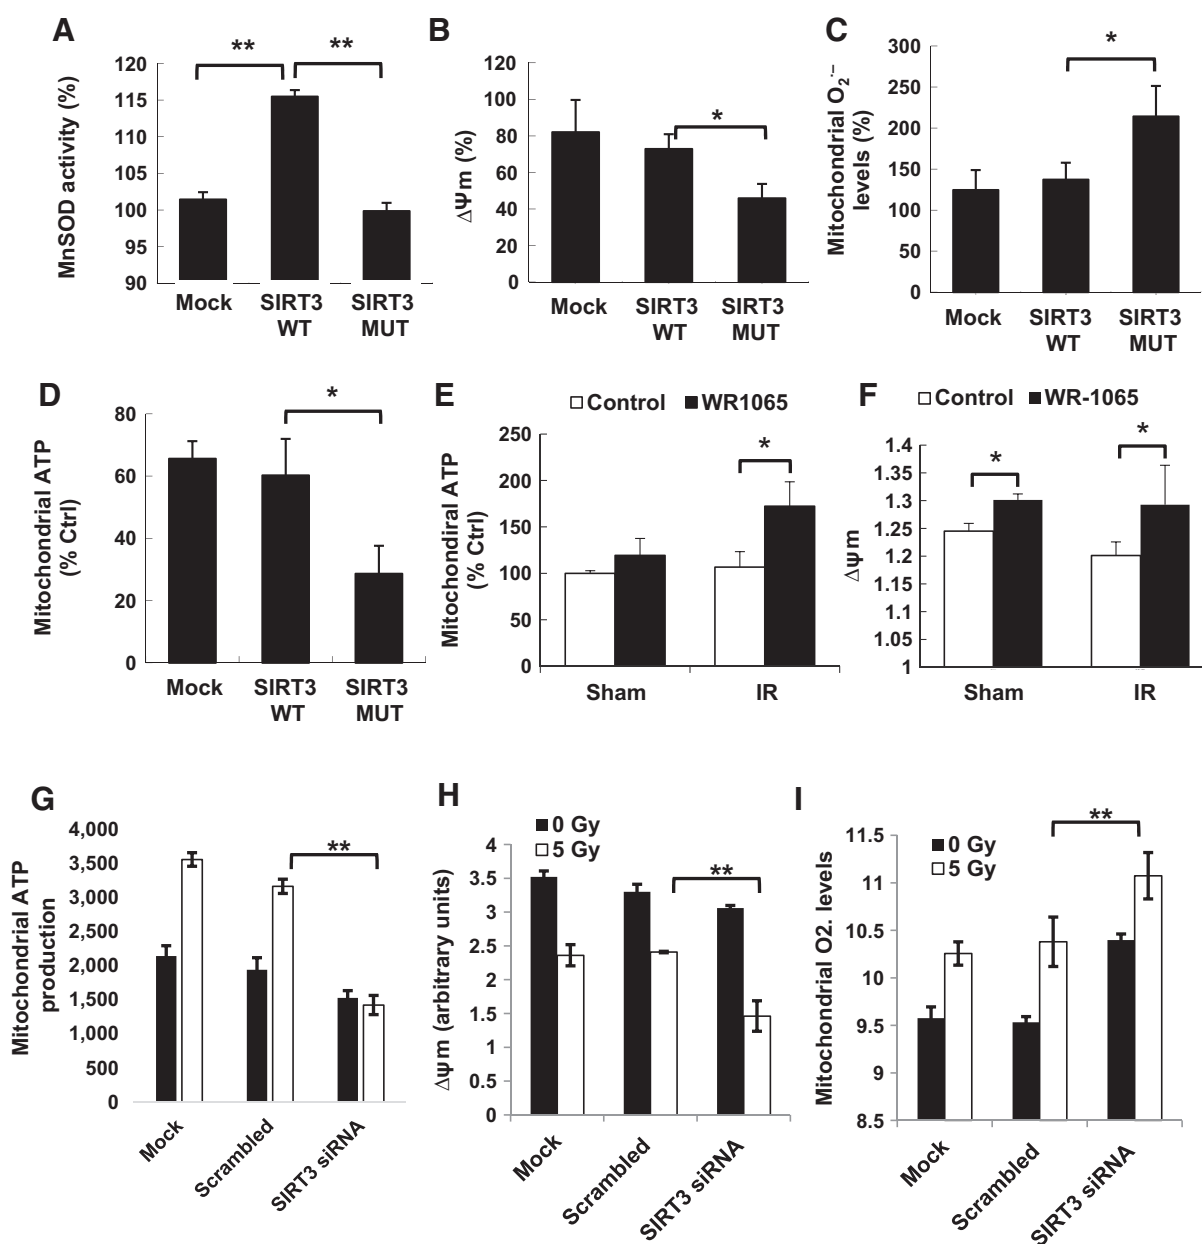 A
MnSOD activity (%)
120
115
110
105
100
95
90
**
**
Mock
SIRT3
WT
SIRT3
MUT
B
ΔΨm (%)
120
100
80
60
40
20
0
*
Mock
SIRT3
WT
SIRT3
MUT
C
Mitochondrial O2·–
levels (%)
300
250
200
150
100
50
0
*
Mock
SIRT3
WT
SIRT3
MUT
D
Mitochondrial ATP
(% Ctrl)
80
60
40
20
0
*
Mock
SIRT3
WT
SIRT3
MUT
E
Control WR1065
Mitochondiral ATP
(% Ctrl)
250
200
150
100
50
0
*
Sham
IR
F
Control WR-1065
Δψm
1.4
1.3
1.25
1.2
1.15
1.1
1.05
1
*
*
Sham
IR
G
Mitochondrial ATP
production
4,000
3,500
3,000
2,500
2,000
1,500
1,000
500
0
**
Mock
Scrambled
SIRT3 siRNA
H
0 Gy
5 Gy
Δψm (arbitrary units)
4
3.5
3
2.5
2
1.5
1
0.5
0
**
Mock
Scrambled
SIRT3 siRNA
I
0 Gy
5 Gy
Mitochondrial O2. levels
11.5
11
10.5
10
9.5
9
8.5
**
Mock
Scrambled
SIRT3 siRNA